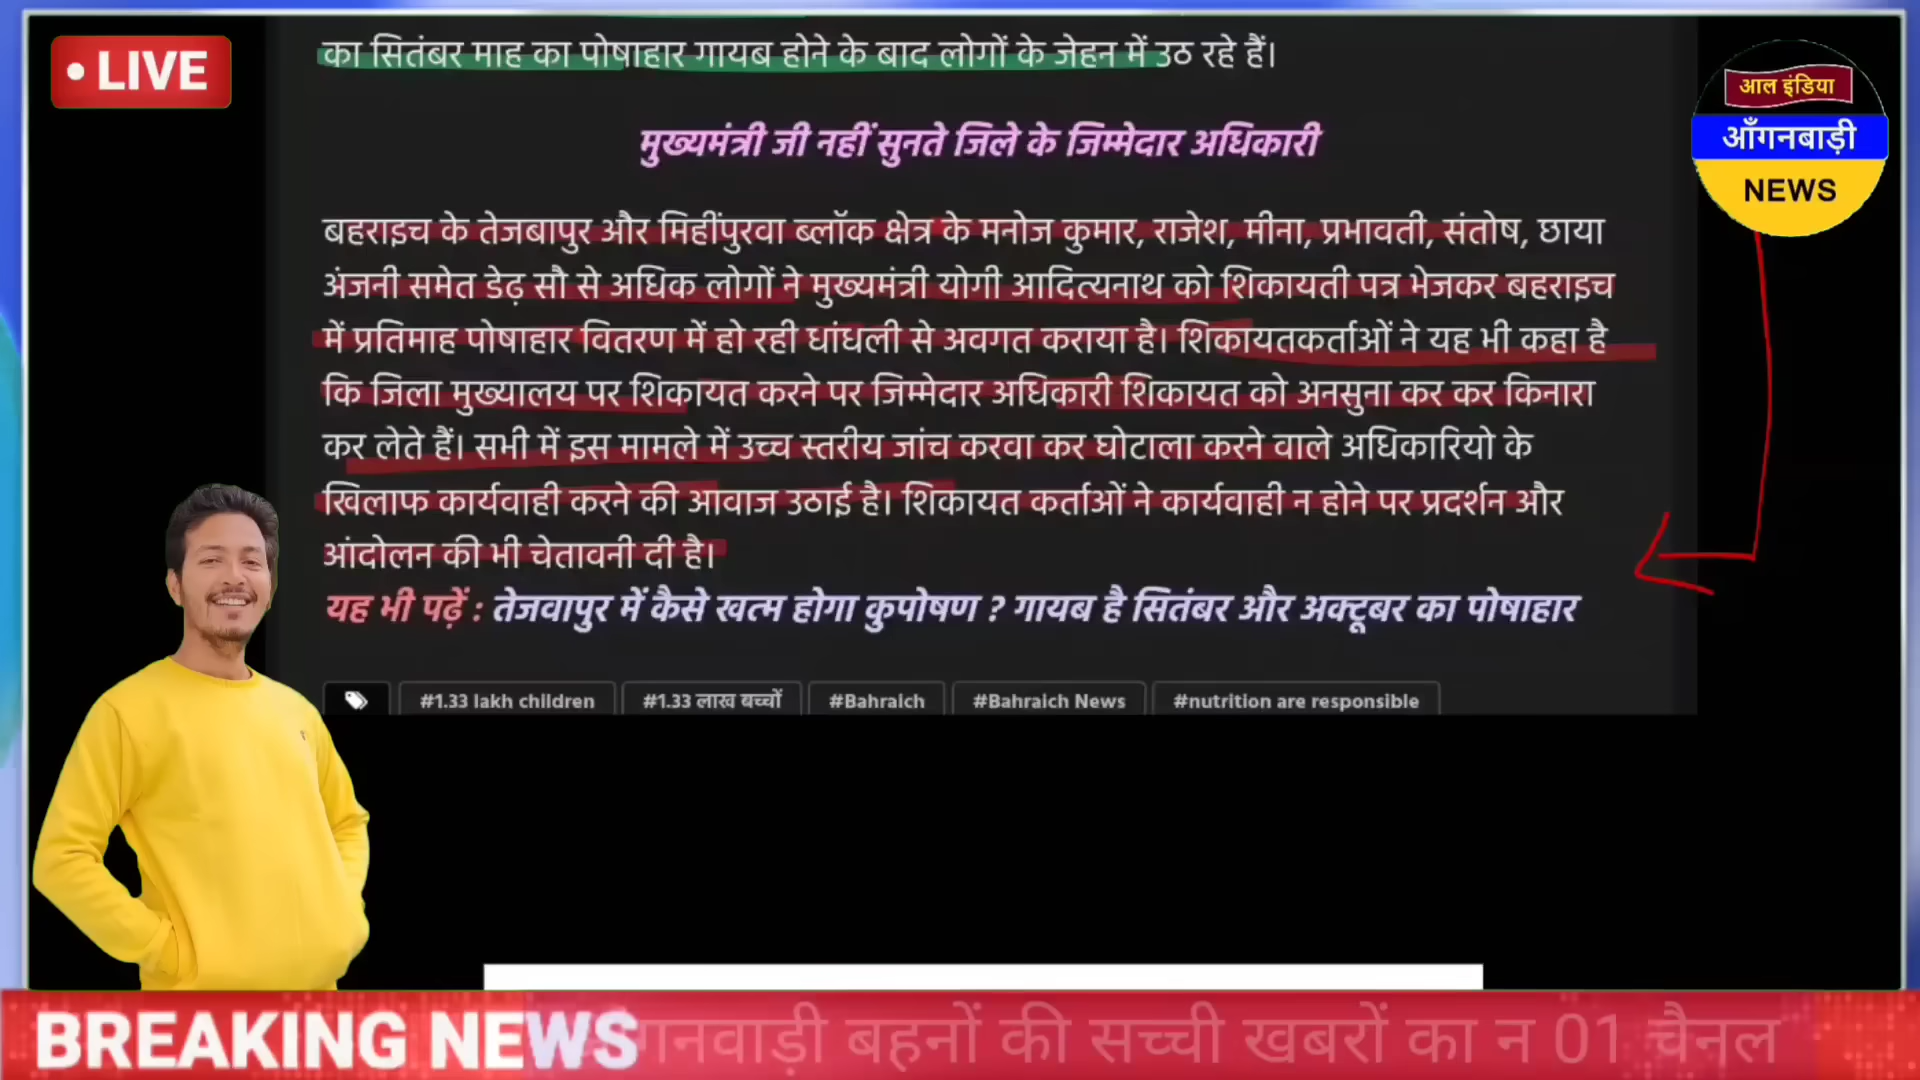 • LIVE
का सितंबर माह का पोषाहार गायब होने के बाद लोगों के जेहन में उठ रहे हैं।
आल इंडिया
आँगनबाड़ी
NEWS
मुख्यमंत्री जी नहीं सुनते जिले के जिम्मेदार अधिकारी
बहराइच के तेजबापुर और मिहींपुरवा ब्लॉक क्षेत्र के मनोज कुमार, राजेश, मीना, प्रभावती, संतोष, छाया
अंजनी समेत डेढ़ सौ से अधिक लोगों ने मुख्यमंत्री योगी आदित्यनाथ को शिकायती पत्र भेजकर बहराइच
में प्रतिमाह पोषाहार वितरण में हो रही धांधली से अवगत कराया है। शिकायतकर्ताओं ने यह भी कहा है
कि जिला मुख्यालय पर शिकायत करने पर जिम्मेदार अधिकारी शिकायत को अनसुना कर कर किनारा
कर लेते हैं। सभी में इस मामले में उच्च स्तरीय जांच करवा कर घोटाला करने वाले अधिकारियो के
खिलाफ कार्यवाही करने की आवाज उठाई है। शिकायत कर्ताओं ने कार्यवाही न होने पर प्रदर्शन और
आंदोलन की भी चेतावनी दी है।
यह भी पढ़ें : तेजवापुर में कैसे खत्म होगा कुपोषण ? गायब है सितंबर और अक्टूबर का पोषाहार
#1.33 lakh children #1.33 लाख बच्चों #Bahraich #Bahraich News #nutrition are responsible
BREAKING NEWS गनवाड़ी बहनों की सच्ची खबरों का न 01 चैनल